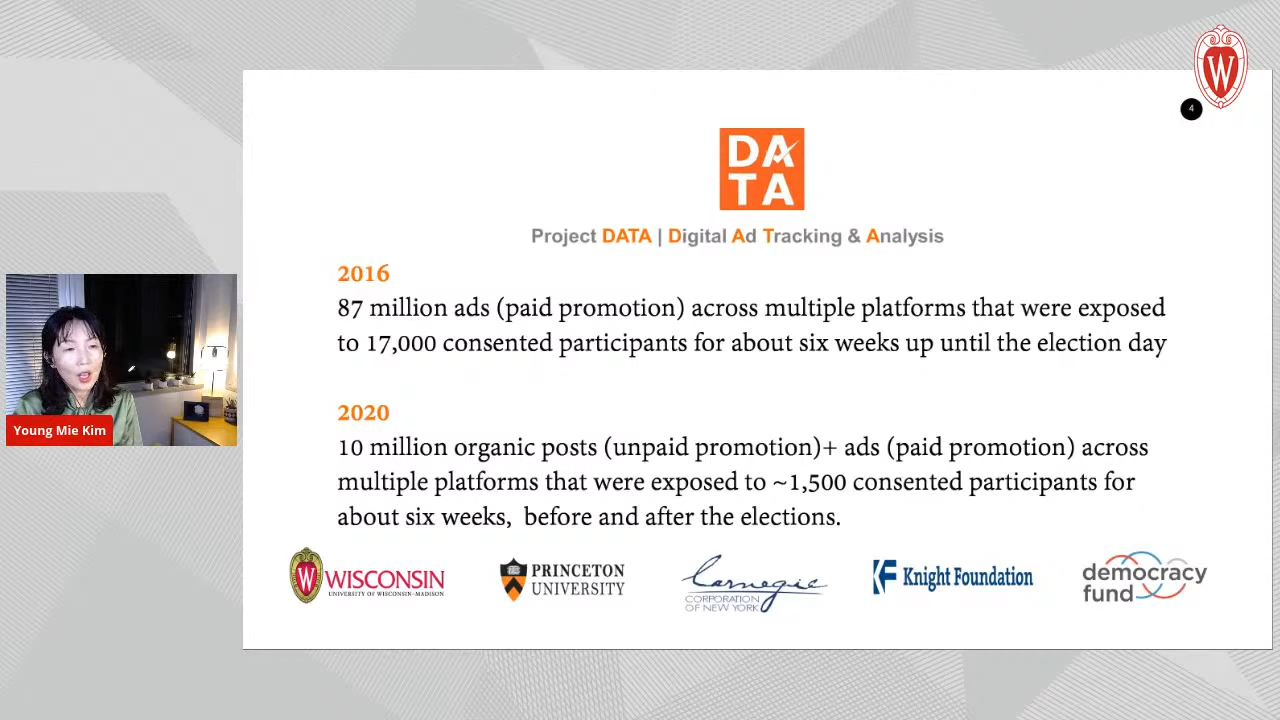 W
4
DA
TA
Project DATA | Digital Ad Tracking & Analysis
2016
87 million ads (paid promotion) across multiple platforms that were exposed
to 17,000 consented participants for about six weeks up until the election day
2020
10 million organic posts (unpaid promotion)+ ads (paid promotion) across
multiple platforms that were exposed to ~1,500 consented participants for
about six weeks,  before and after the elections.
Young Mie Kim
W
WISCONSIN
UNIVERSITY OF WISCONSIN-MADISON
PRINCETON
UNIVERSITY
Carnegie
CORPORATION
OF NEW YORK
KF Knight Foundation
democracy
fund